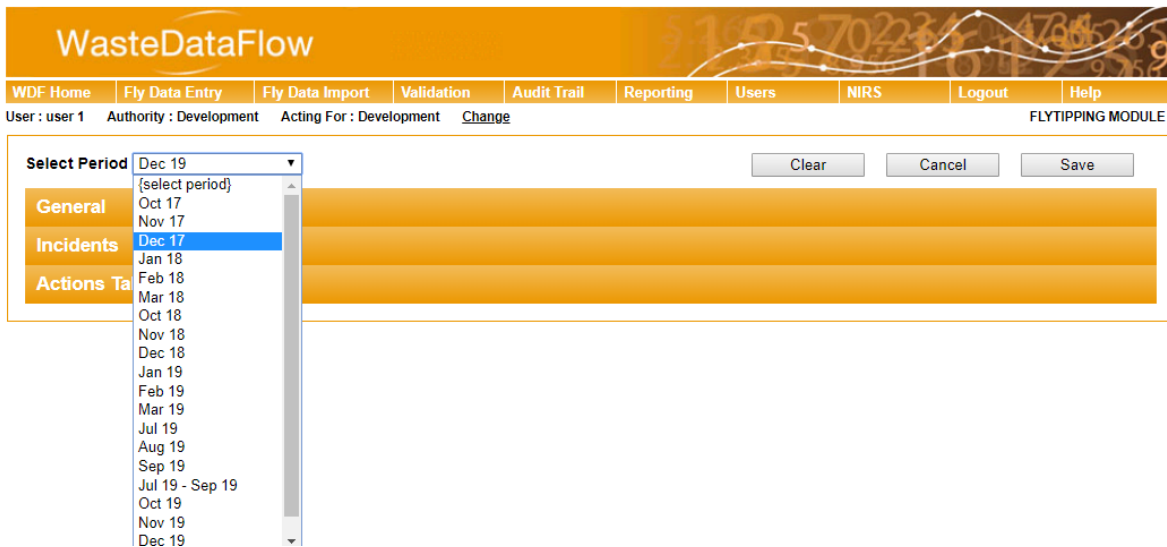 WasteDataFlow
WDF Home Fly Data Entry Fly Data Import Validation Audit Trail Reporting Users NIRS Logout Help
User : user 1 Authority : Development Acting For : Development Change FLYTIPPING MODULE
Select Period Dec 19 Clear Cancel Save
{select period}
Oct 17
General
Nov 17
Dec 17
Incidents
Jan 18
Feb 18
Actions Ta
Mar 18
Oct 18
Nov 18
Dec 18
Jan 19
Feb 19
Mar 19
Jul 19
Aug 19
Sep 19
Jul 19 - Sep 19
Oct 19
Nov 19
Dec 19